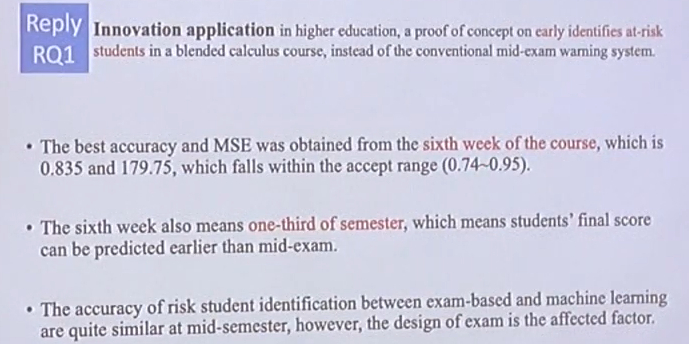 Reply
RQ1
Innovation application in higher education, a proof of concept on early identifies at-risk
students in a blended calculus course, instead of the conventional mid-exam warning system.
• The best accuracy and MSE was obtained from the sixth week of the course, which is
0.835 and 179.75, which falls within the accept range (0.74~0.95).
• The sixth week also means one-third of semester, which means students' final score
can be predicted earlier than mid-exam.
• The accuracy of risk student identification between exam-based and machine learning
are quite similar at mid-semester, however, the design of exam is the affected factor.